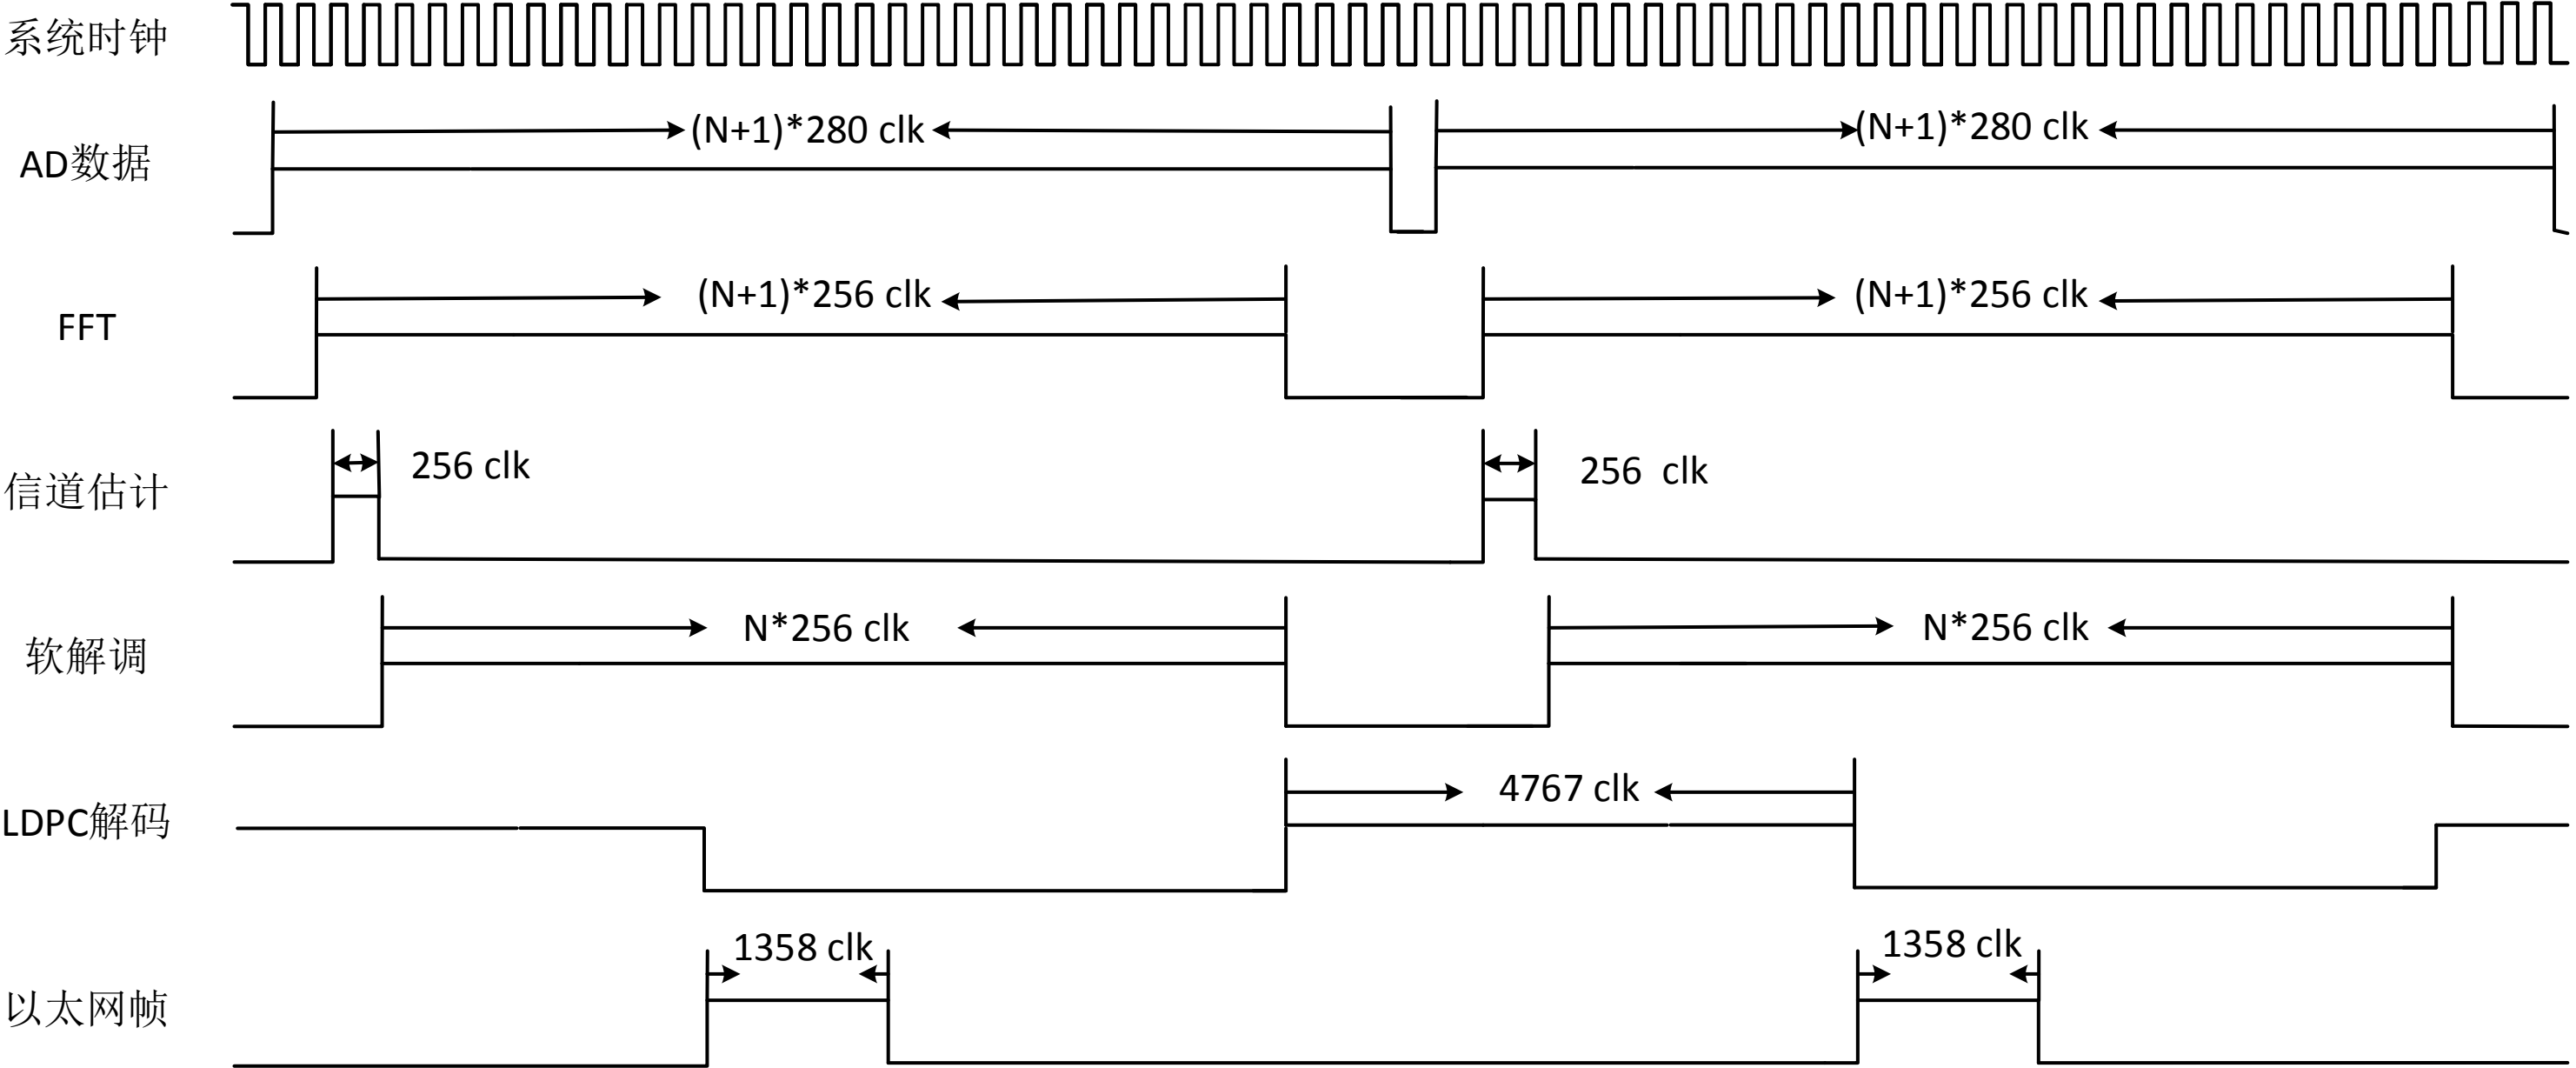 系统时钟
AD数据
(N+1)*280 clk
(N+1)*280 clk
FFT
(N+1)*256 clk
(N+1)*256 clk
信道估计
256 clk
256 clk
软解调
N*256 clk
N*256 clk
LDPC解码
4767 clk
以太网帧
1358 clk
1358 clk